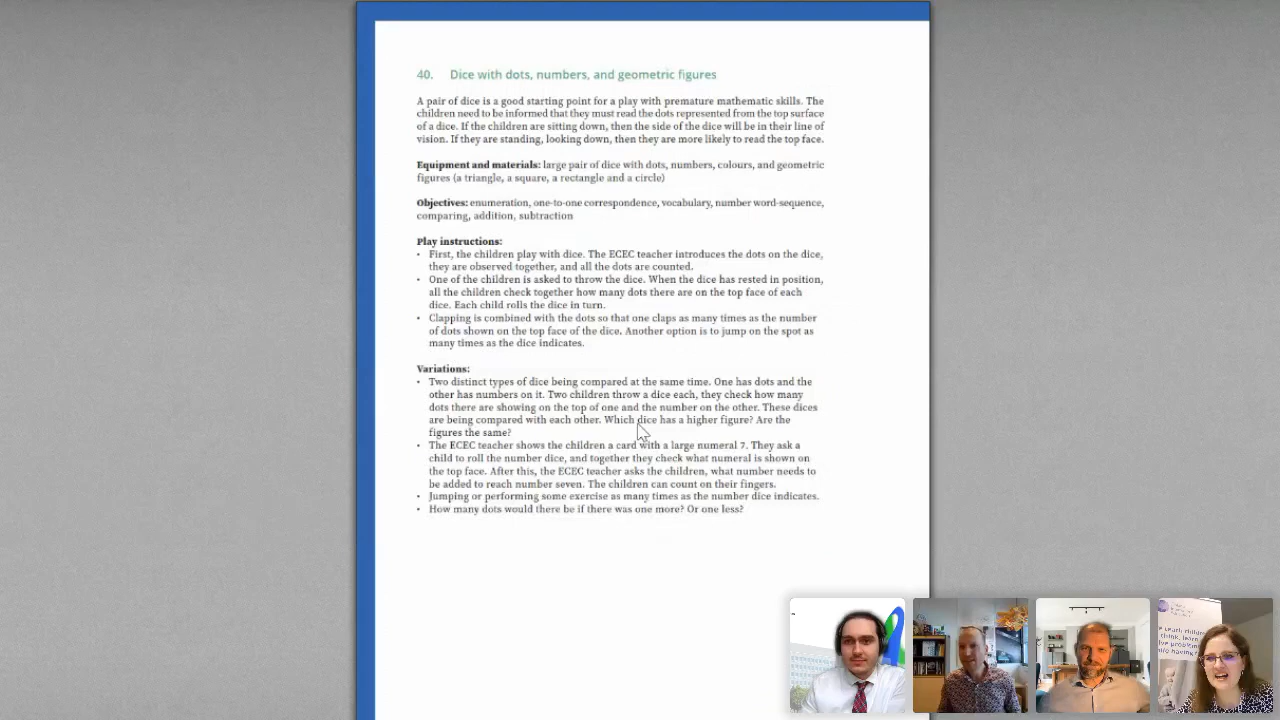 40. Dice with dots, numbers, and geometric figures
A pair of dice is a good starting point for a play with premature mathematic skills. The
children need to be informed that they must read the dots represented from the top surface
of a dice. If the children are sitting down, then the side of the dice will be in their line of
vision. If they are standing, looking down, then they are more likely to read the top face.
Equipment and materials: large pair of dice with dots, numbers, colours, and geometric
figures (a triangle, a square, a rectangle and a circle)
Objectives: enumeration, one-to-one correspondence, vocabulary, number word-sequence,
comparing, addition, subtraction
Play instructions:
• First, the children play with dice. The ECEC teacher introduces the dots on the dice,
they are observed together, and all the dots are counted.
• One of the children is asked to throw the dice. When the dice has rested in position,
all the children check together how many dots there are on the top face of each
dice. Each child rolls the dice in turn.
• Clapping is combined with the dots so that one claps as many times as the number
of dots shown on the top face of the dice. Another option is to jump on the spot as
many times as the dice indicates.
Variations:
• Two distinct types of dice being compared at the same time. One has dots and the
other has numbers on it. Two children throw a dice each, they check how many
dots there are showing on the top of one and the number on the other. These dices
are being compared with each other. Which dice has a higher figure? Are the
figures the same?
• The ECEC teacher shows the children a card with a large numeral 7. They ask a
child to roll the number dice, and together they check what numeral is shown on
the top face. After this, the ECEC teacher asks the children, what number needs to
be added to reach number seven. The children can count on their fingers.
• Jumping or performing some exercise as many times as the number dice indicates.
• How many dots would there be if there was one more? Or one less?